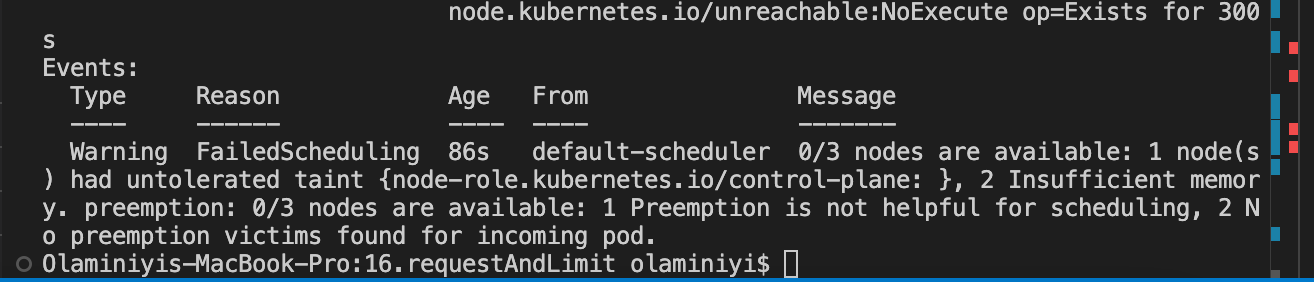 node.kubernetes.io/unreachable:NoExecute op=Exists for 300
s
Events:
Type Reason Age From Message
---- ------ ---- ---- -------
Warning FailedScheduling 86s default-scheduler 0/3 nodes are available: 1 node(s
) had untolerated taint {node-role.kubernetes.io/control-plane: }, 2 Insufficient memor
y. preemption: 0/3 nodes are available: 1 Preemption is not helpful for scheduling, 2 N
o preemption victims found for incoming pod.
Olaminiyis-MacBook-Pro:16.requestAndLimit olaminiyi$